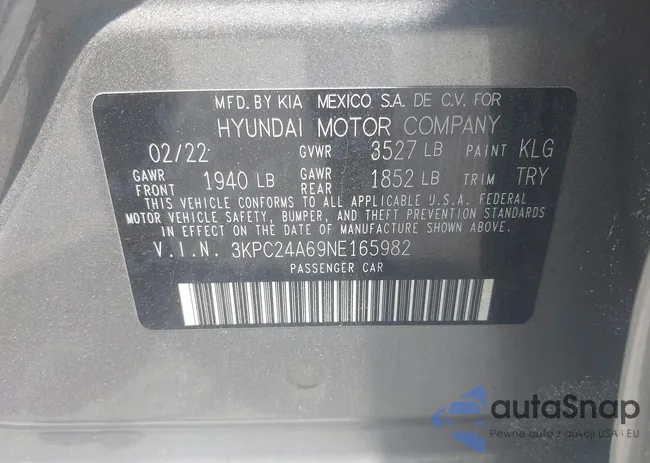 MFD. BY KIA MEXICO S.A. DE C.V. FOR
HYUNDAI MOTOR COMPANY
02/22 GVWR 3527 LB PAINT KLG
GAWR FRONT 1940 LB GAWR REAR 1852 LB TRIM TRY
THIS VEHICLE CONFORMS TO ALL APPLICABLE U.S.A. FEDERAL
MOTOR VEHICLE SAFETY, BUMPER, AND THEFT PREVENTION STANDARDS
IN EFFECT ON THE DATE OF MANUFACTURE SHOWN ABOVE.
V.I.N. 3KPC24A69NE165982
PASSENGER CAR
autaSnap
Pewne auto z aukcji USA i EU